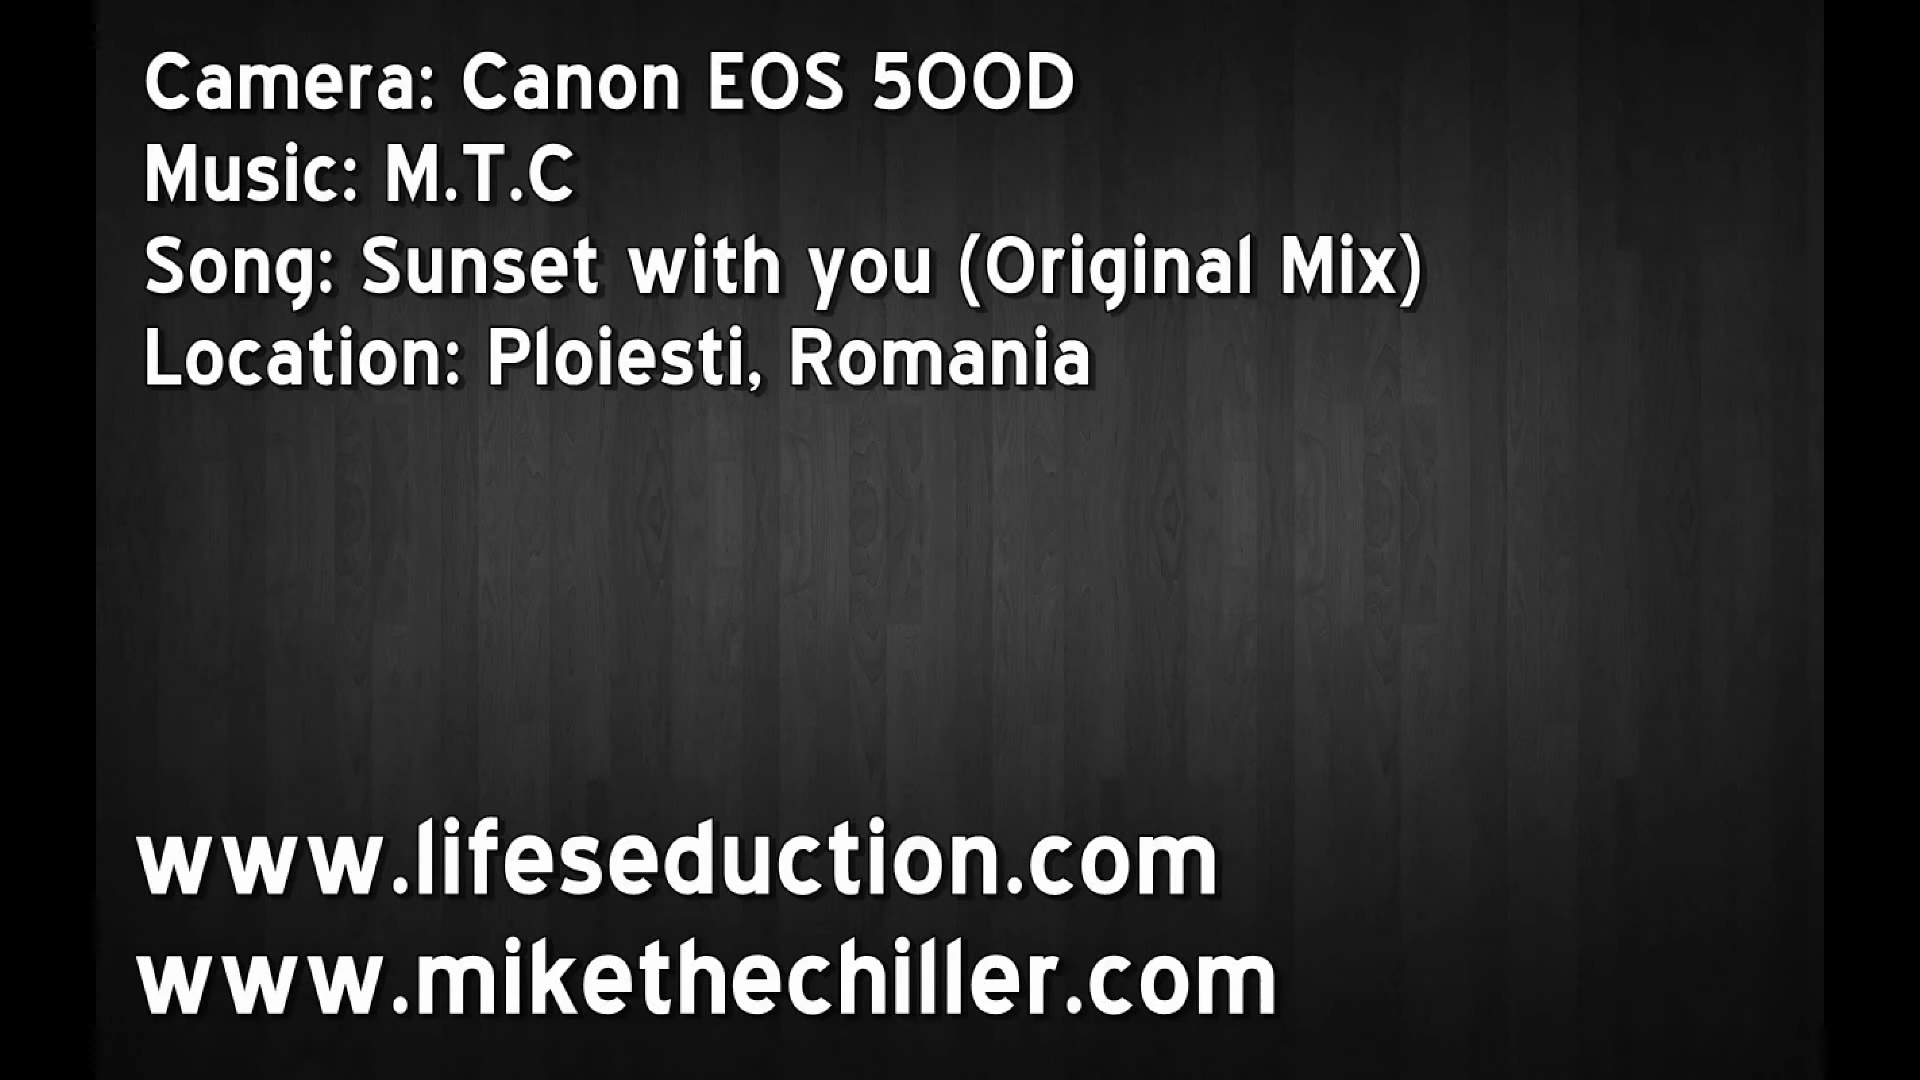 Camera: Canon EOS 500D
Music: M.T.C
Song: Sunset with you (Original Mix)
Location: Ploiesti, Romania
www.lifeseduction.com
www.mikethechiller.com